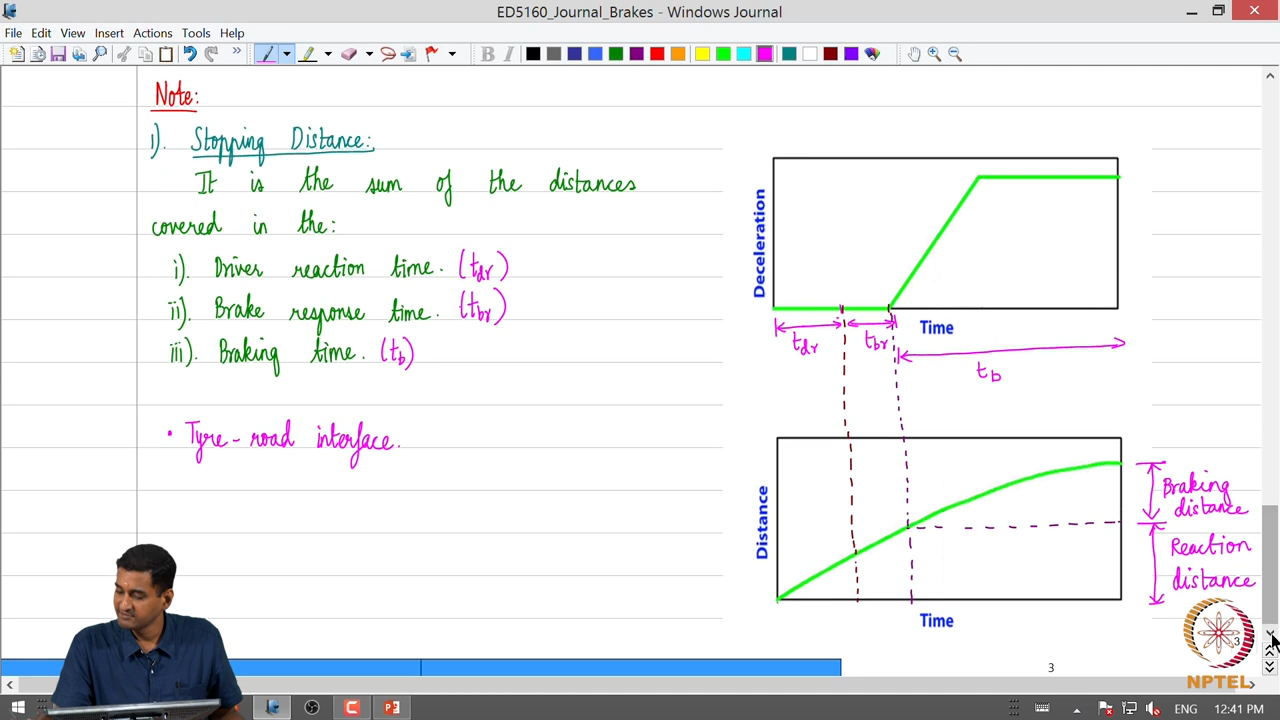 ED5160_Journal_Brakes - Windows Journal
File Edit View Insert Actions Tools Help
Note:
1). Stopping Distance:
It is the sum of the distances
covered in the:
i). Driver reaction time. (tdr)
ii). Brake response time. (tbr)
iii). Braking time. (tb)
• Tyre-road interface.
Deceleration
Time
tdr
tbr
tb
Distance
Time
Braking
distance
Reaction
distance
3
3
NPTEL
ENG 12:41 PM